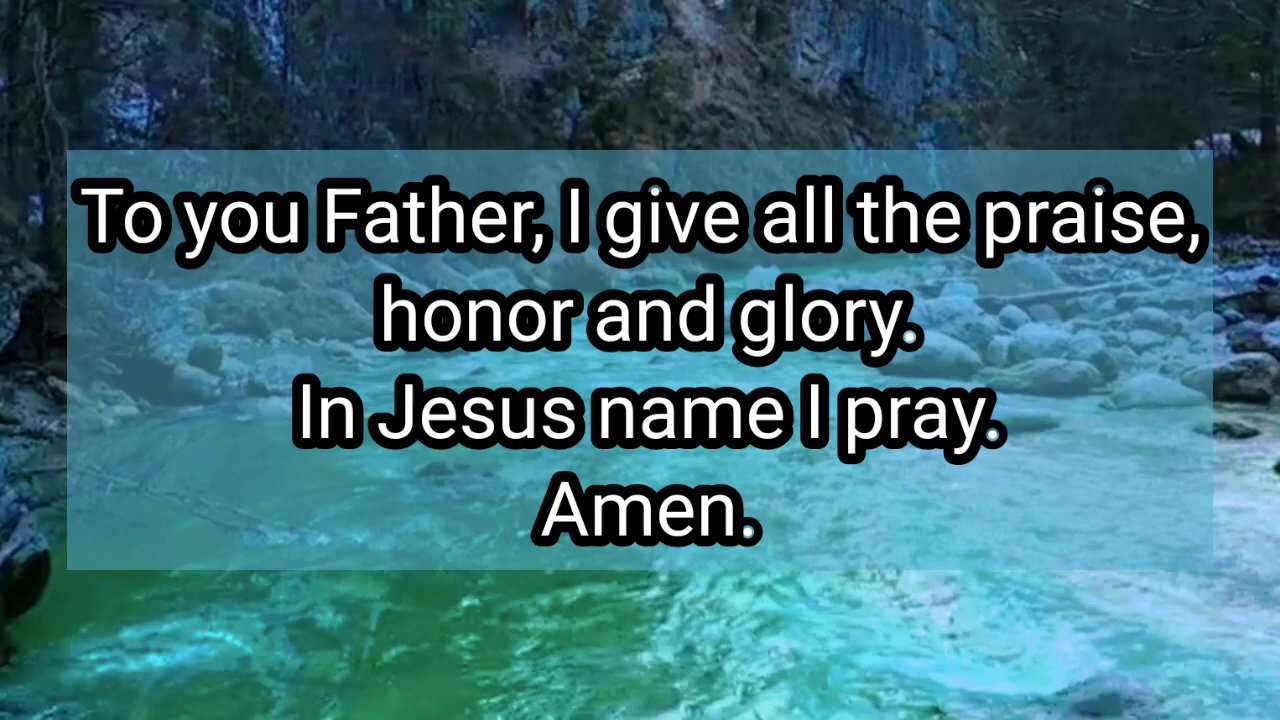 To you Father, I give all the praise,
honor and glory.
In Jesus name I pray.
Amen.